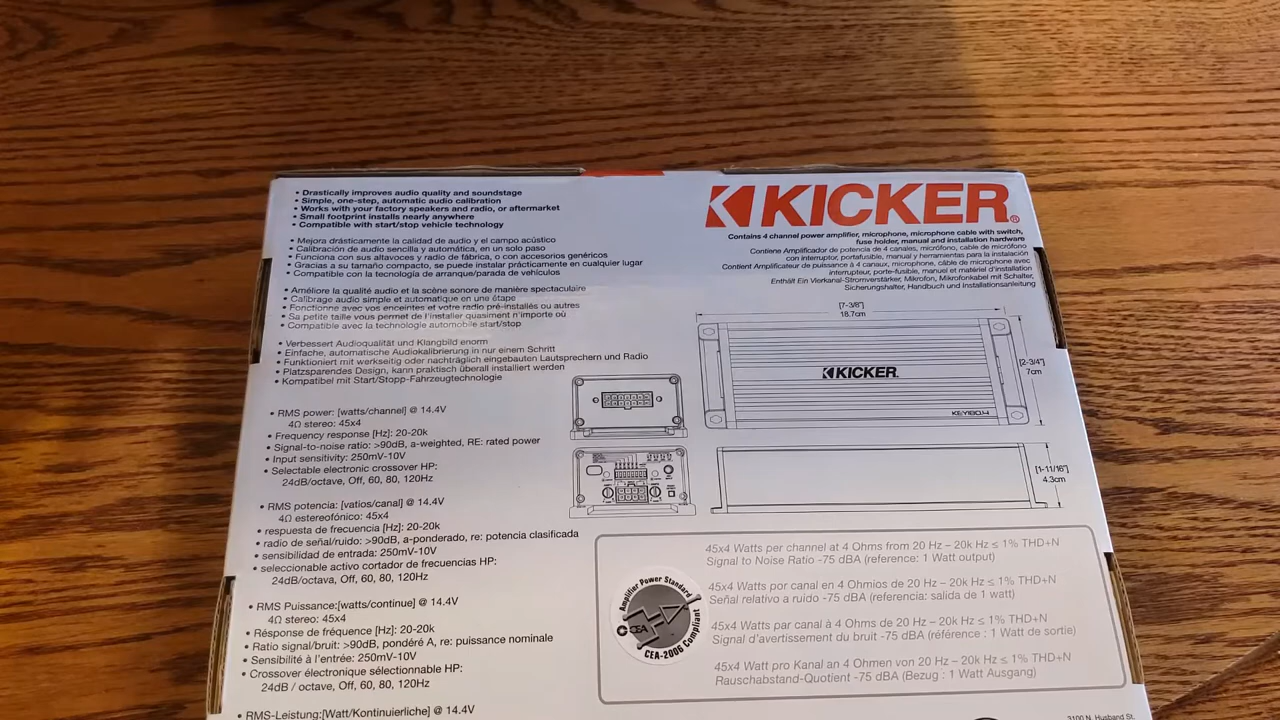 • Drastically improves audio quality and soundstage
• Simple, one-step, automatic audio calibration
• Works with your factory speakers and radio, or aftermarket
• Small footprint installs nearly anywhere
• Compatible with start/stop vehicle technology
• Mejora drásticamente la calidad de audio y el campo acústico
• Calibración de audio sencilla y automática, en un solo paso
• Funciona con sus altavoces y radio de fábrica, o con accesorios genéricos
• Gracias a su tamaño compacto, se puede instalar prácticamente en cualquier lugar
• Compatible con la tecnología de arranque/parada de vehículos
• Améliore la qualité audio et la scène sonore de manière spectaculaire
• Calibrage audio simple et automatique en une étape
• Fonctionne avec vos enceintes et votre radio pré-installés ou autres
• Sa petite taille vous permet de l'installer quasiment n'importe où
• Compatible avec la technologie automobile start/stop
• Verbessert Audioqualität und Klangbild enorm
• Einfache, automatische Audiokalibrierung in nur einem Schritt
• Funktioniert mit werkseitig oder nachträglich eingebauten Lautsprechern und Radio
• Platzsparendes Design, kann praktisch überall installiert werden
• Kompatibel mit Start/Stopp-Fahrzeugtechnologie
• RMS power: [watts/channel] @ 14.4V
4Ω stereo: 45x4
• Frequency response [Hz]: 20-20k
• Signal-to-noise ratio: >90dB, a-weighted, RE: rated power
• Input sensitivity: 250mV-10V
• Selectable electronic crossover HP:
24dB/octave, Off, 60, 80, 120Hz
• RMS potencia: [vatios/canal] @ 14.4V
4Ω estereofónico: 45x4
• respuesta de frecuencia [Hz]: 20-20k
• radio de señal/ruido: >90dB, a-ponderado, re: potencia clasificada
• sensibilidad de entrada: 250mV-10V
• seleccionable activo cortador de frecuencias HP:
24dB/octava, Off, 60, 80, 120Hz
• RMS Puissance:[watts/continue] @ 14.4V
4Ω stereo: 45x4
• Résponse de fréquence [Hz]: 20-20k
• Ratio signal/bruit: >90dB, pondéré A, re: puissance nominale
• Sensibilité à l'entrée: 250mV-10V
• Crossover électronique sélectionnable HP:
24dB / octave, Off, 60, 80, 120Hz
• RMS-Leistung:[Watt/Kontinuierliche] @ 14.4V
KICKER®
Contains 4 channel power amplifier, microphone, microphone cable with switch,
fuse holder, manual and installation hardware
Contiene Amplificador de potencia de 4 canales, micrófono, cable de micrófono
con interruptor, portafusible, manual y herramientas para la instalación
Contient Amplificateur de puissance à 4 canaux, microphone, câble de microphone avec
interrupteur, porte-fusible, manuel et matériel d'installation
Enthält Ein Vierkanal-Stromverstärker, Mikrofon, Mikrofonkabel mit Schalter,
Sicherungshalter, Handbuch und Installationsanleitung
[7-3/8"]
18.7cm
[2-3/4"]
7cm
KICKER
KEY180.4
[1-11/16"]
4.3cm
Amplifier Power Standard
CEA
CEA-2006 Compliant
45x4 Watts per channel at 4 Ohms from 20 Hz – 20k Hz ≤ 1% THD+N
Signal to Noise Ratio -75 dBA (reference: 1 Watt output)
45x4 Watts por canal en 4 Ohmios de 20 Hz – 20k Hz ≤ 1% THD+N
Señal relativo a ruido -75 dBA (referencia: salida de 1 watt)
45x4 Watts par canal à 4 Ohms de 20 Hz – 20k Hz ≤ 1% THD+N
Signal d'avertissement du bruit -75 dBA (référence : 1 Watt de sortie)
45x4 Watt pro Kanal an 4 Ohmen von 20 Hz – 20k Hz ≤ 1% THD+N
Rauschabstand-Quotient -75 dBA (Bezug : 1 Watt Ausgang)
3100 N. Husband St.